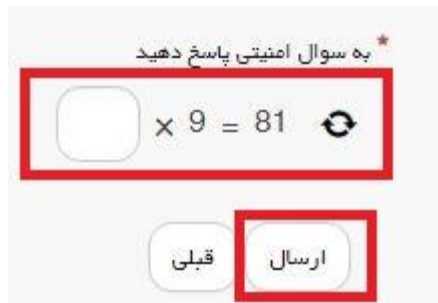 * به سوال امنیتی پاسخ دهید
× 9 = 81
ارسال
قبلی